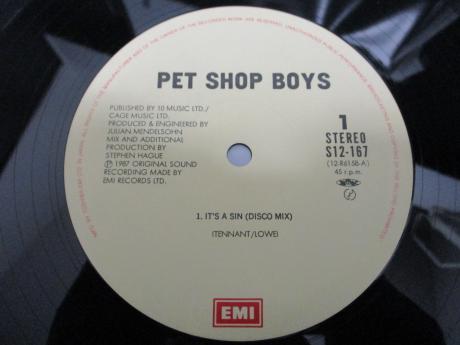 PET SHOP BOYS
PUBLISHED BY 10 MUSIC LTD./
CAGE MUSIC LTD.
PRODUCED & ENGINEERED BY
JULIAN MENDELSOHN
MIX AND ADDITIONAL
PRODUCTION BY
STEPHEN HAGUE
℗ 1987 ORIGINAL SOUND
RECORDING MADE BY
EMI RECORDS LTD.
1
STEREO
S12-167
(12-R6158-A)
45 r.p.m.
1. IT'S A SIN (DISCO MIX)
(TENNANT/LOWE)
EMI